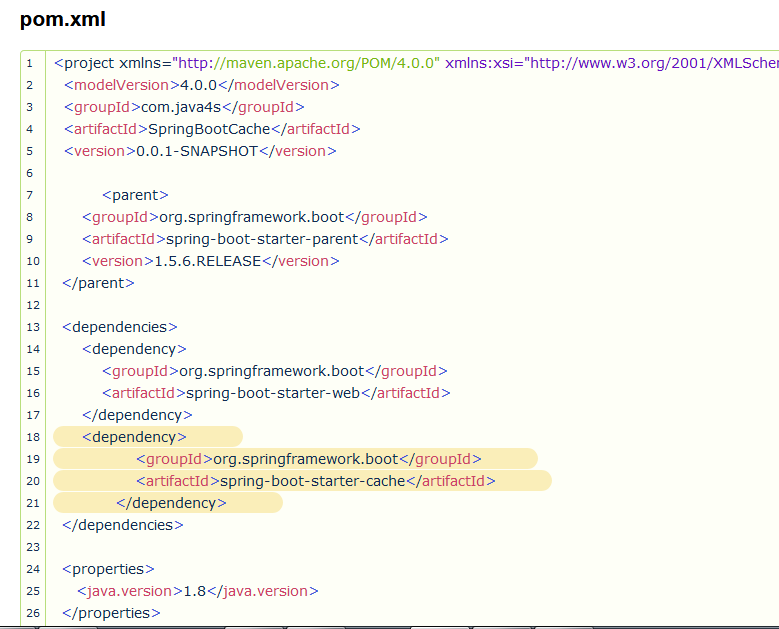 pom.xml
1 <project xmlns="http://maven.apache.org/POM/4.0.0" xmlns:xsi="http://www.w3.org/2001/XMLSchem
2 <modelVersion>4.0.0</modelVersion>
3 <groupId>com.java4s</groupId>
4 <artifactId>SpringBootCache</artifactId>
5 <version>0.0.1-SNAPSHOT</version>
6
7 <parent>
8 <groupId>org.springframework.boot</groupId>
9 <artifactId>spring-boot-starter-parent</artifactId>
10 <version>1.5.6.RELEASE</version>
11 </parent>
12
13 <dependencies>
14 <dependency>
15 <groupId>org.springframework.boot</groupId>
16 <artifactId>spring-boot-starter-web</artifactId>
17 </dependency>
18 <dependency>
19 <groupId>org.springframework.boot</groupId>
20 <artifactId>spring-boot-starter-cache</artifactId>
21 </dependency>
22 </dependencies>
23
24 <properties>
25 <java.version>1.8</java.version>
26 </properties>